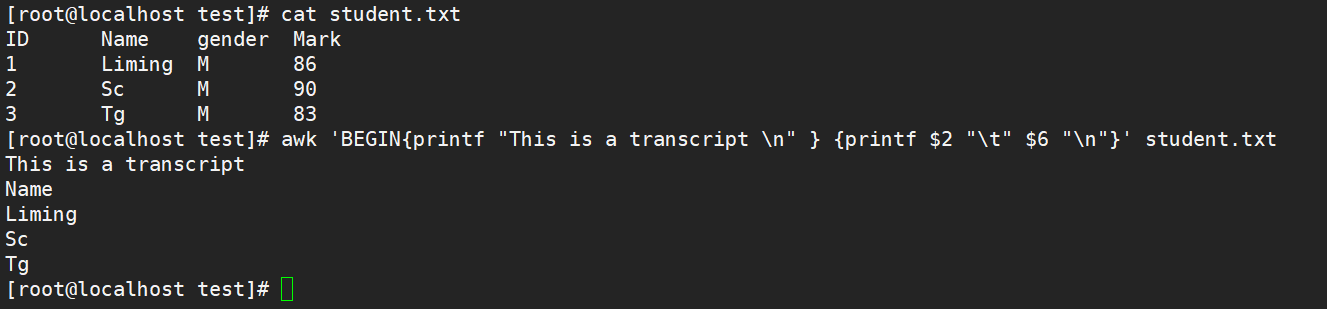 [root@localhost test]# cat student.txt
ID      Name    gender  Mark
1       Liming  M       86
2       Sc      M       90
3       Tg      M       83
[root@localhost test]# awk 'BEGIN{printf "This is a transcript \n" } {printf $2 "\t" $6 "\n"}' student.txt
This is a transcript
Name
Liming
Sc
Tg
[root@localhost test]#